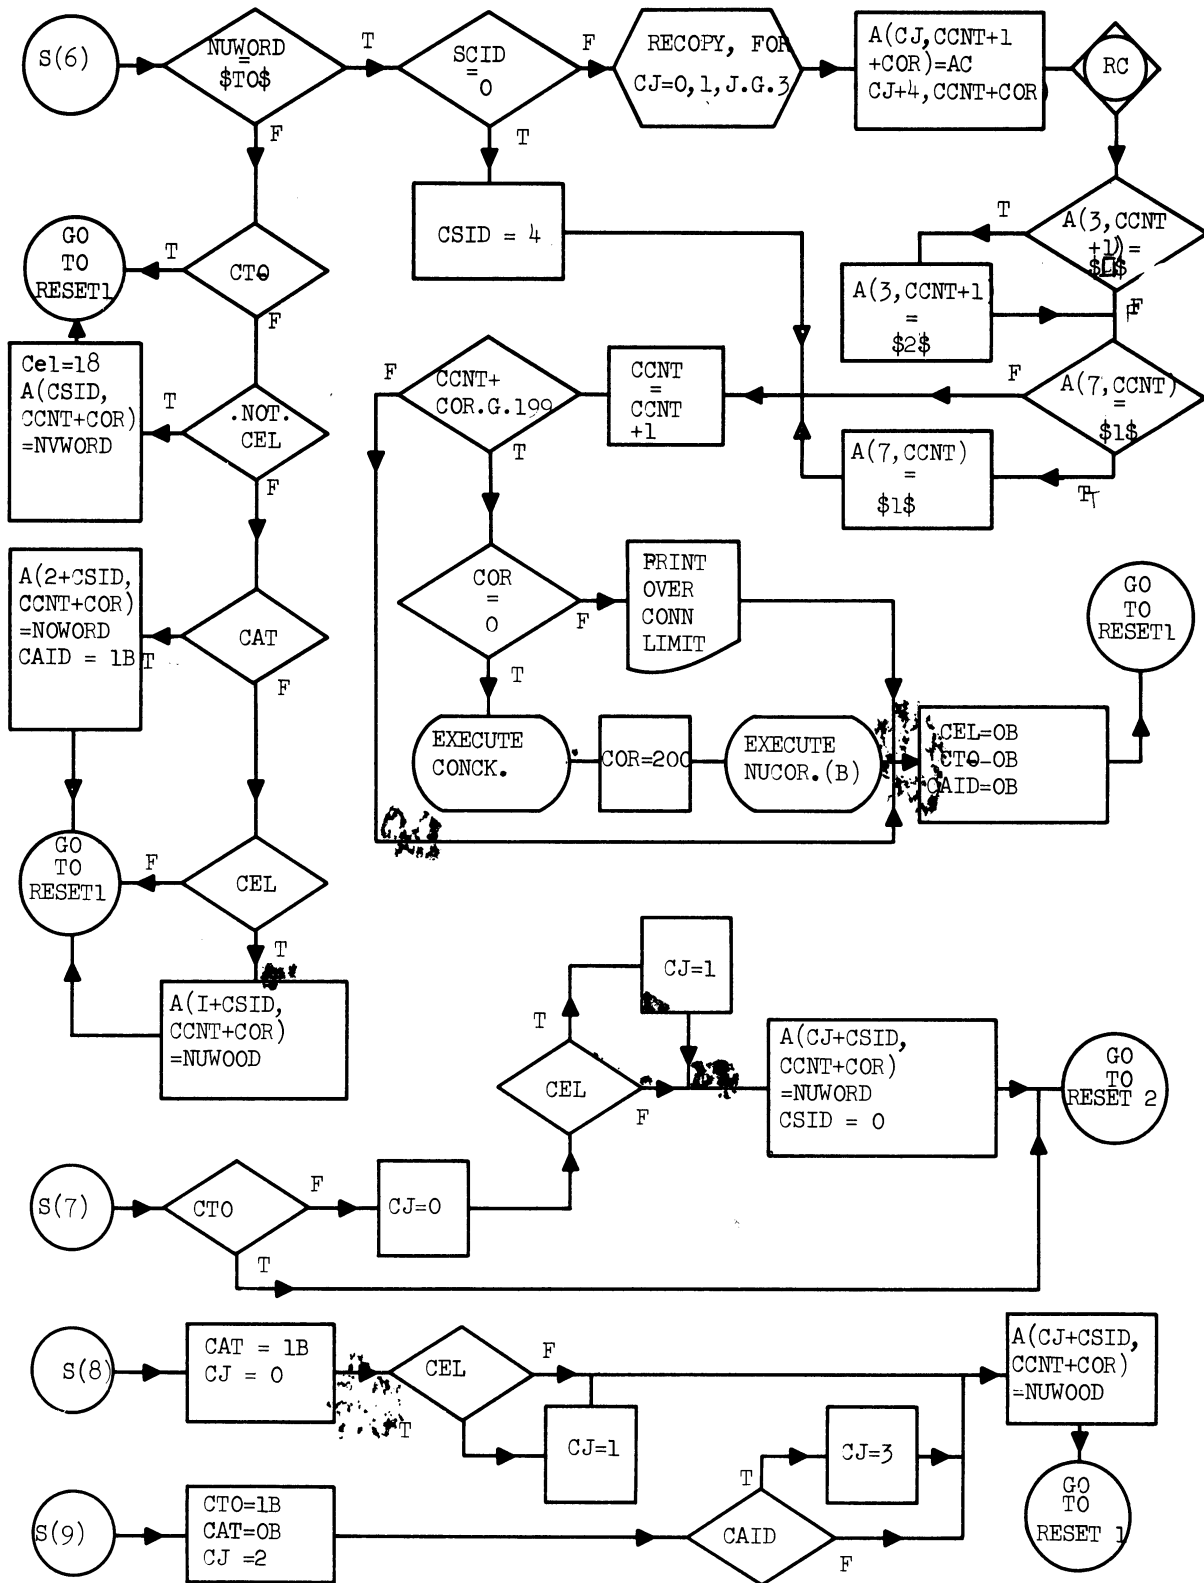 S(6)
NUWORD
=
$TO$
T
F
SCID
=
0
F
T
RECOPY, FOR
CJ=0,1,J.G.3
A(CJ,CCNT+1
+COR)=AC
CJ+4,CCNT+COR)
RC
CSID = 4
A(3,CCNT
+1)=
T
F
A(3,CCNT+1
=
$2$
GO
TO
RESET1
T
CTO
F
Cel=18
A(CSID,
CCNT+COR)
=NVWORD
T
.NOT.
CEL
F
F
CCNT+
COR.G.199
T
CCNT
=
CCNT
+1
F
A(7,CCNT)
=
$1$
T
A(7,CCNT)
=
$1$
A(2+CSID,
CCNT+COR)
=NOWORD
CAID = 1B
T
CAT
F
COR
=
0
F
T
PRINT
OVER
CONN
LIMIT
GO
TO
RESET1
EXECUTE
CONCK.
COR=200
EXECUTE
NUCOR.(B)
CEL=OB
CTO-OB
CAID=OB
GO
TO
RESET1
F
CEL
T
A(I+CSID,
CCNT+COR)
=NUWOOD
CJ=1
T
CEL
F
A(CJ+CSID,
CCNT+COR)
=NUWORD
CSID = 0
GO
TO
RESET 2
S(7)
CTO
F
T
CJ=0
S(8)
CAT = 1B
CJ = 0
CEL
F
T
CJ=1
A(CJ+CSID,
CCNT+COR)
=NUWOOD
S(9)
CTO=1B
CAT=OB
CJ =2
CAID
T
F
CJ=3
GO
TO
RESET 1